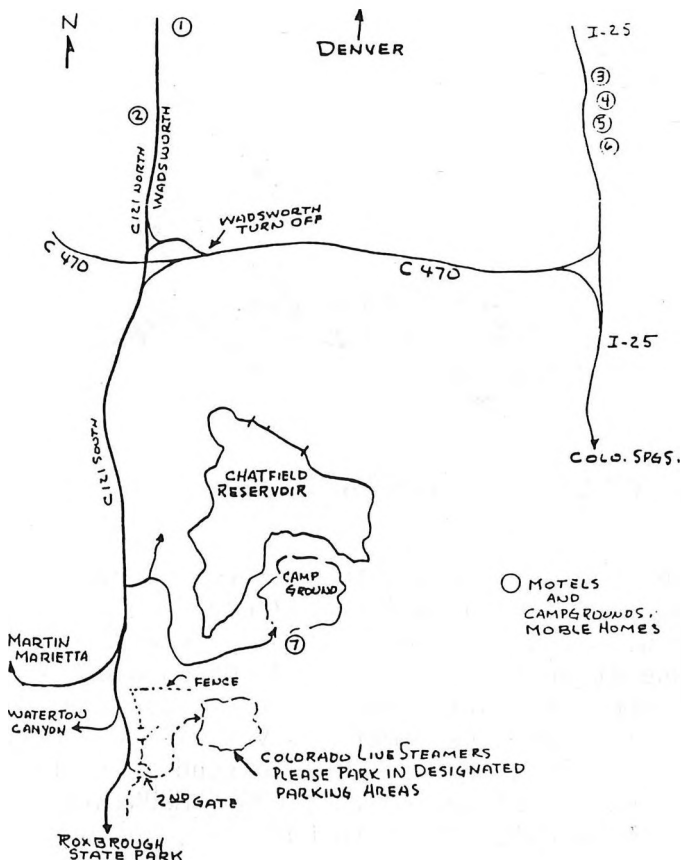 N
①
DENVER
I-25
③
④
⑤
⑥
②
C121 NORTH
WADSWORTH
WADSWORTH
TURN OFF
C 470
C 470
I-25
COLO. SPGS.
C121 SOUTH
CHATFIELD
RESERVOIR
CAMP
GROUND
⑦
MOTELS
AND
CAMPGROUNDS.
MOBLE HOMES
MARTIN
MARIETTA
FENCE
WATERTON
CANYON
COLORADO LIVE STEAMERS
PLEASE PARK IN DESIGNATED
PARKING AREAS
2ND GATE
ROXBROUGH
STATE PARK